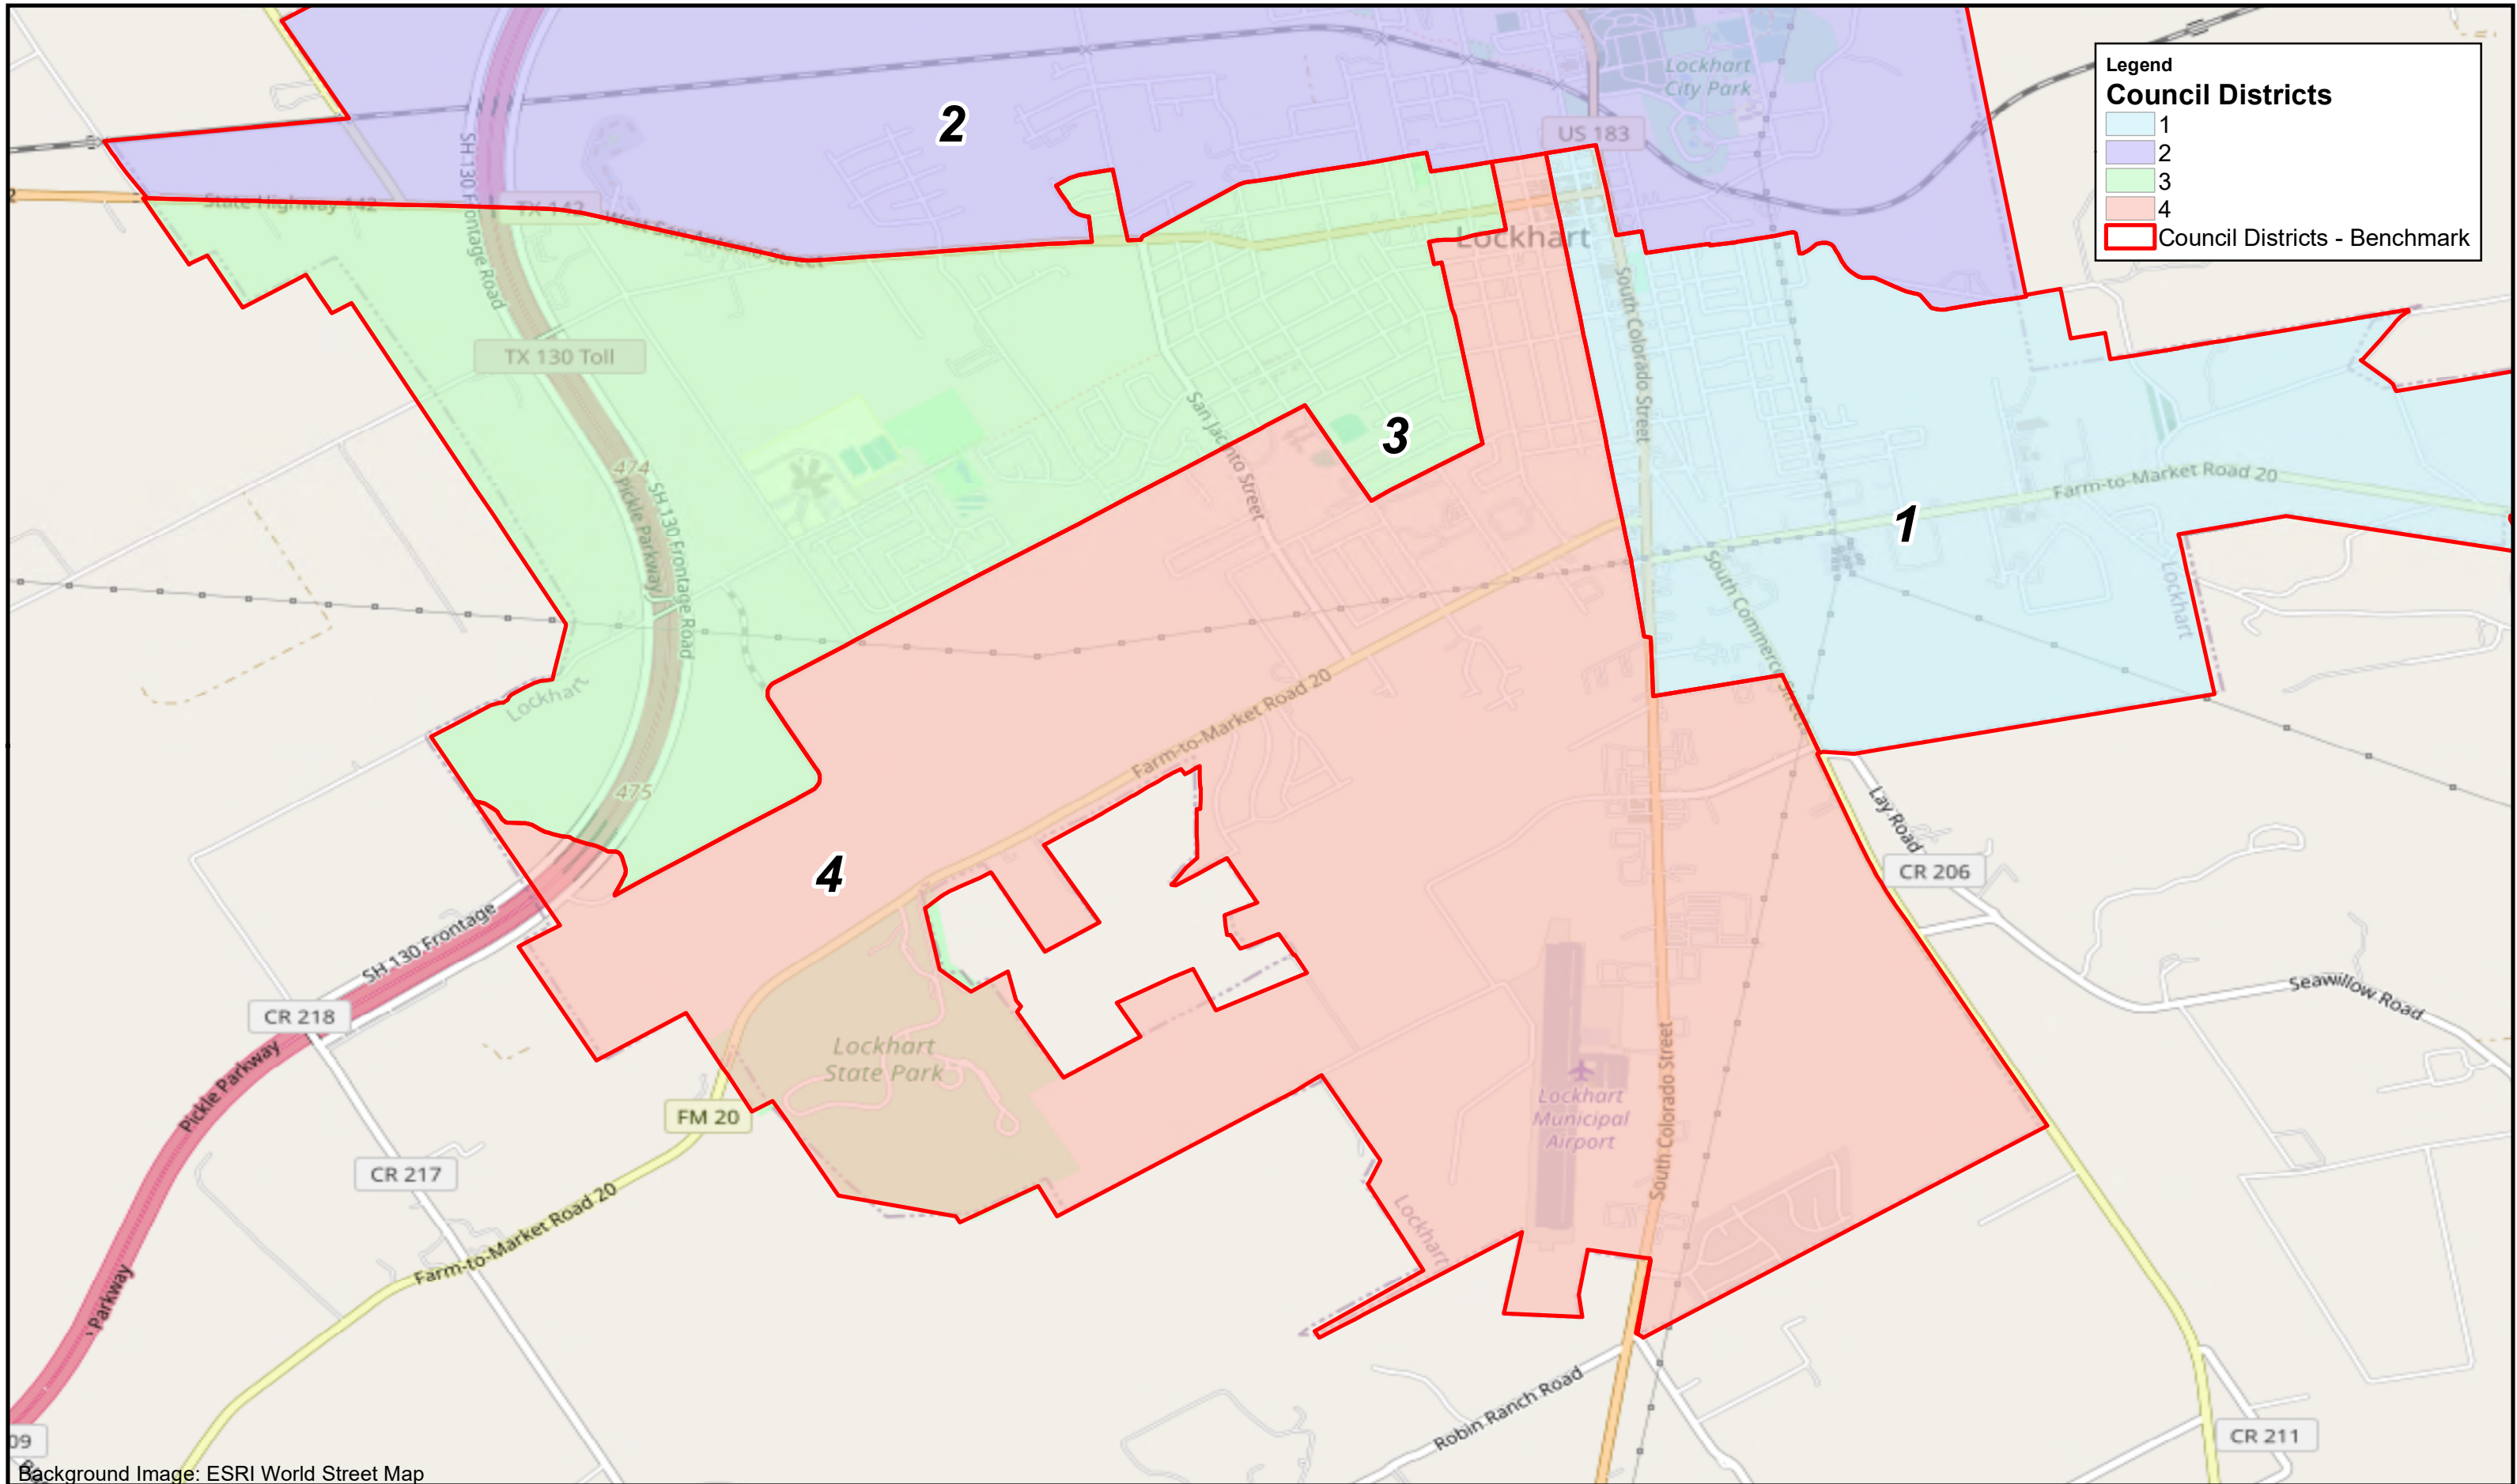 Legend
Council Districts
1
2
3
4
Council Districts - Benchmark
Lockhart
City Park
US 183
2
State Highway 142
TX 142
West San Antonio Street
SH 130 Frontage Road
Lockhart
TX 130 Toll
South Colorado Street
San Jacinto Street
3
474
Pickle Parkway
SH 130 Frontage Road
Farm-to-Market Road 20
1
South Commerce Street
Lockhart
Lockhart
Farm-to-Market Road 20
475
4
Lay Road
CR 206
SH 130 Frontage
CR 218
Seawillow Road
Lockhart
State Park
Pickle Parkway
FM 20
Lockhart
Municipal
Airport
South Colorado Street
CR 217
Farm-to-Market Road 20
Lockhart
Parkway
Robin Ranch Road
CR 211
09
Background Image: ESRI World Street Map